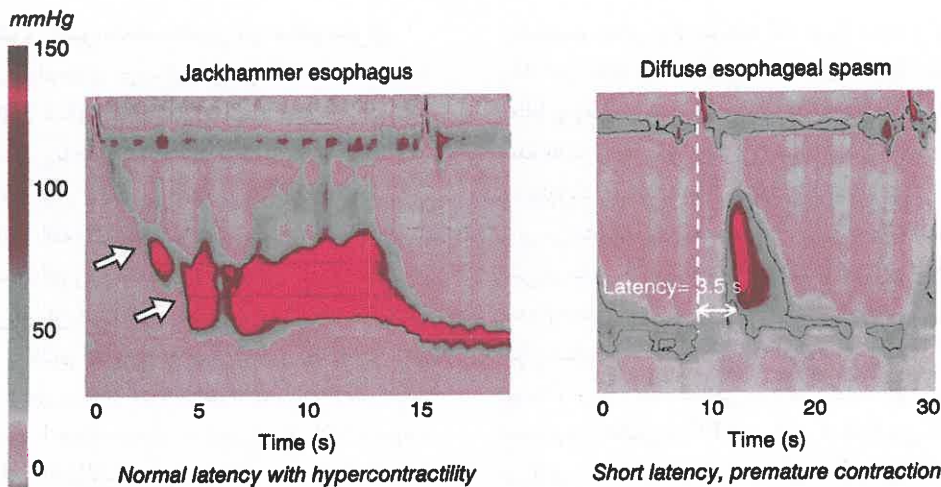 mmHg
150
100
50
0
Jackhammer esophagus
0 5 10 15
Time (s)
Normal latency with hypercontractility
Diffuse esophageal spasm
Latency= 3.5 s
0 10 20 30
Time (s)
Short latency, premature contraction